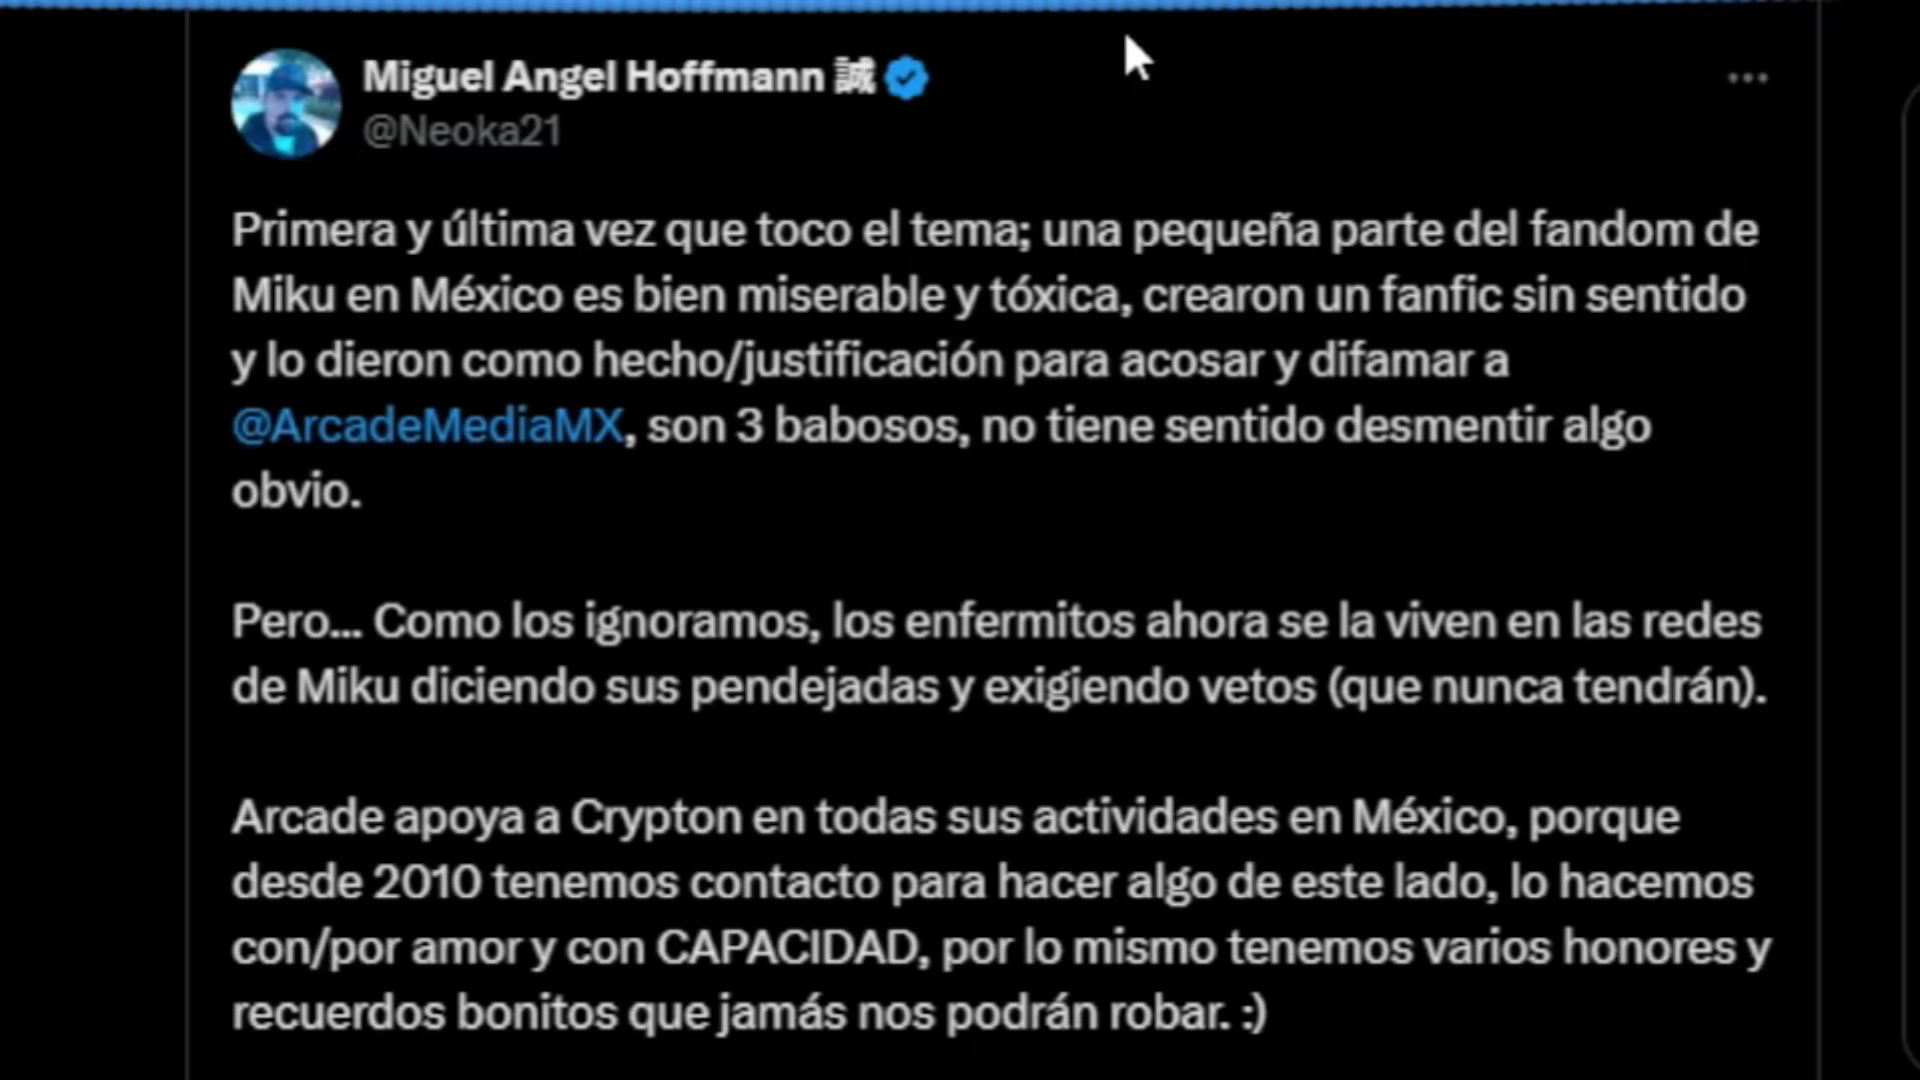 Miguel Angel Hoffmann 誠
@Neoka21
Primera y última vez que toco el tema; una pequeña parte del fandom de
Miku en México es bien miserable y tóxica, crearon un fanfic sin sentido
y lo dieron como hecho/justificación para acosar y difamar a
@ArcadeMediaMX, son 3 babosos, no tiene sentido desmentir algo
obvio.
Pero... Como los ignoramos, los enfermitos ahora se la viven en las redes
de Miku diciendo sus pendejadas y exigiendo vetos (que nunca tendrán).
Arcade apoya a Crypton en todas sus actividades en México, porque
desde 2010 tenemos contacto para hacer algo de este lado, lo hacemos
con/por amor y con CAPACIDAD, por lo mismo tenemos varios honores y
recuerdos bonitos que jamás nos podrán robar. :)